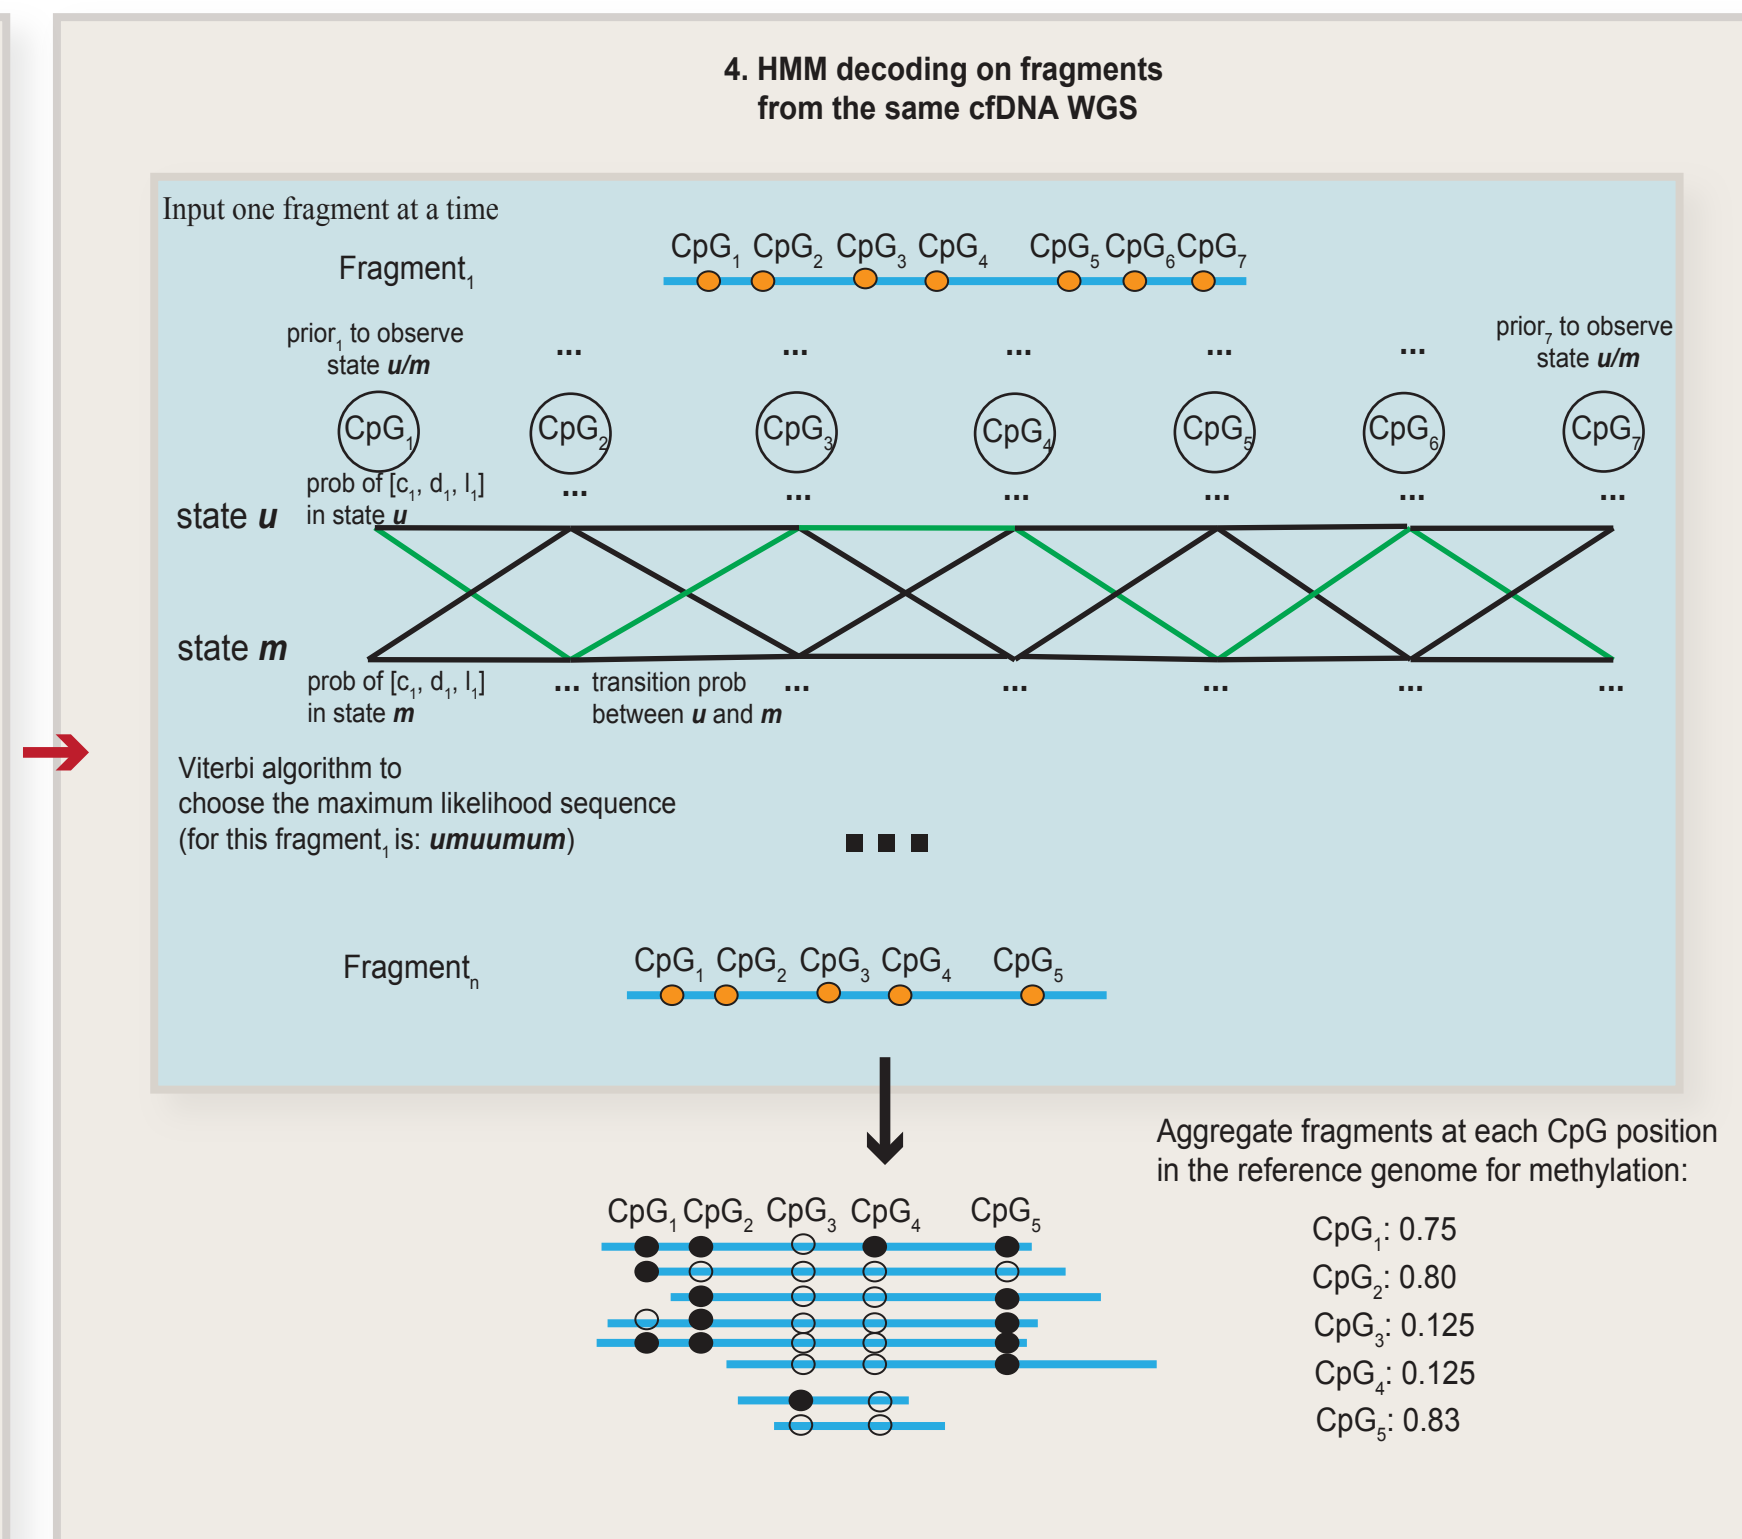 4. HMM decoding on fragments
from the same cfDNA WGS
Input one fragment at a time
Fragment₁
CpG₁ CpG₂ CpG₃ CpG₄ CpG₅ CpG₆ CpG₇
prior₁ to observe
state u/m
... ... ... ... ...
prior₇ to observe
state u/m
CpG₁ CpG₂ CpG₃ CpG₄ CpG₅ CpG₆ CpG₇
prob of [c₁, d₁, l₁]
in state u
... ... ... ... ... ...
state u
state m
prob of [c₁, d₁, l₁]
in state m
... transition prob
between u and m
... ... ... ... ...
Viterbi algorithm to
choose the maximum likelihood sequence
(for this fragment₁ is: umuumum)
Fragmentₙ
CpG₁ CpG₂ CpG₃ CpG₄ CpG₅
Aggregate fragments at each CpG position
in the reference genome for methylation:
CpG₁ CpG₂ CpG₃ CpG₄ CpG₅
CpG₁: 0.75
CpG₂: 0.80
CpG₃: 0.125
CpG₄: 0.125
CpG₅: 0.83